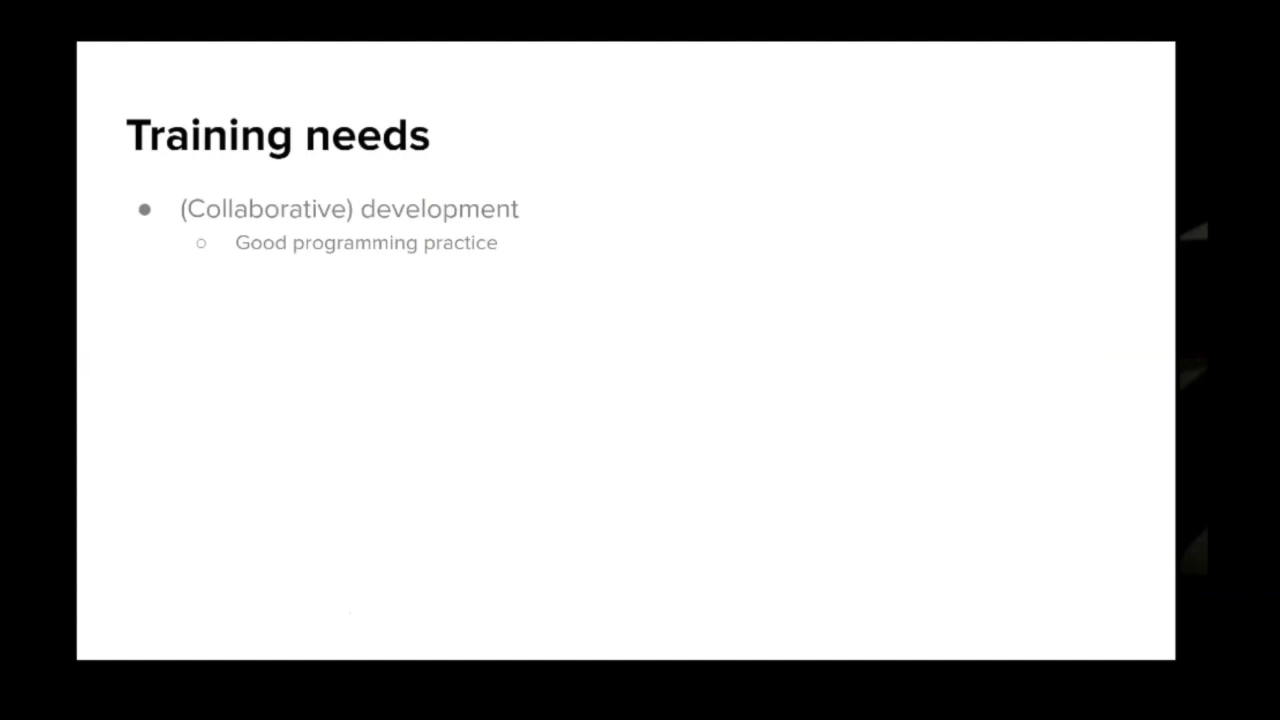 Training needs
● (Collaborative) development
○ Good programming practice